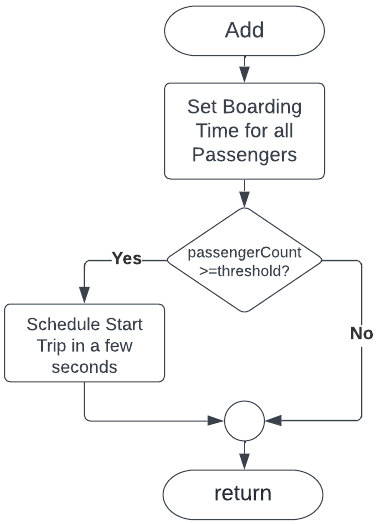 Add
Set Boarding
Time for all
Passengers
passengerCount
>=threshold?
Yes
No
Schedule Start
Trip in a few
seconds
return